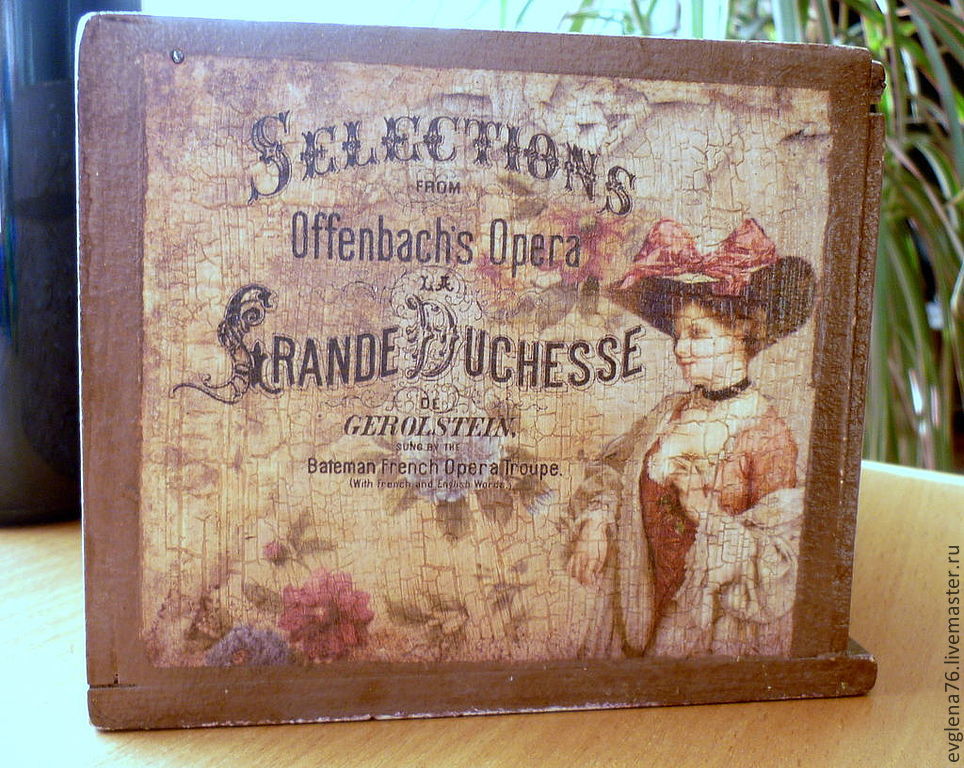 SELECTIONS
FROM
Offenbach's Opera
LA
GRANDE DUCHESSE
DE
GEROLSTEIN.
SUNG BY THE
Bateman French Opera Troupe.
(With French and English Words.)
evglena76.livemaster.ru